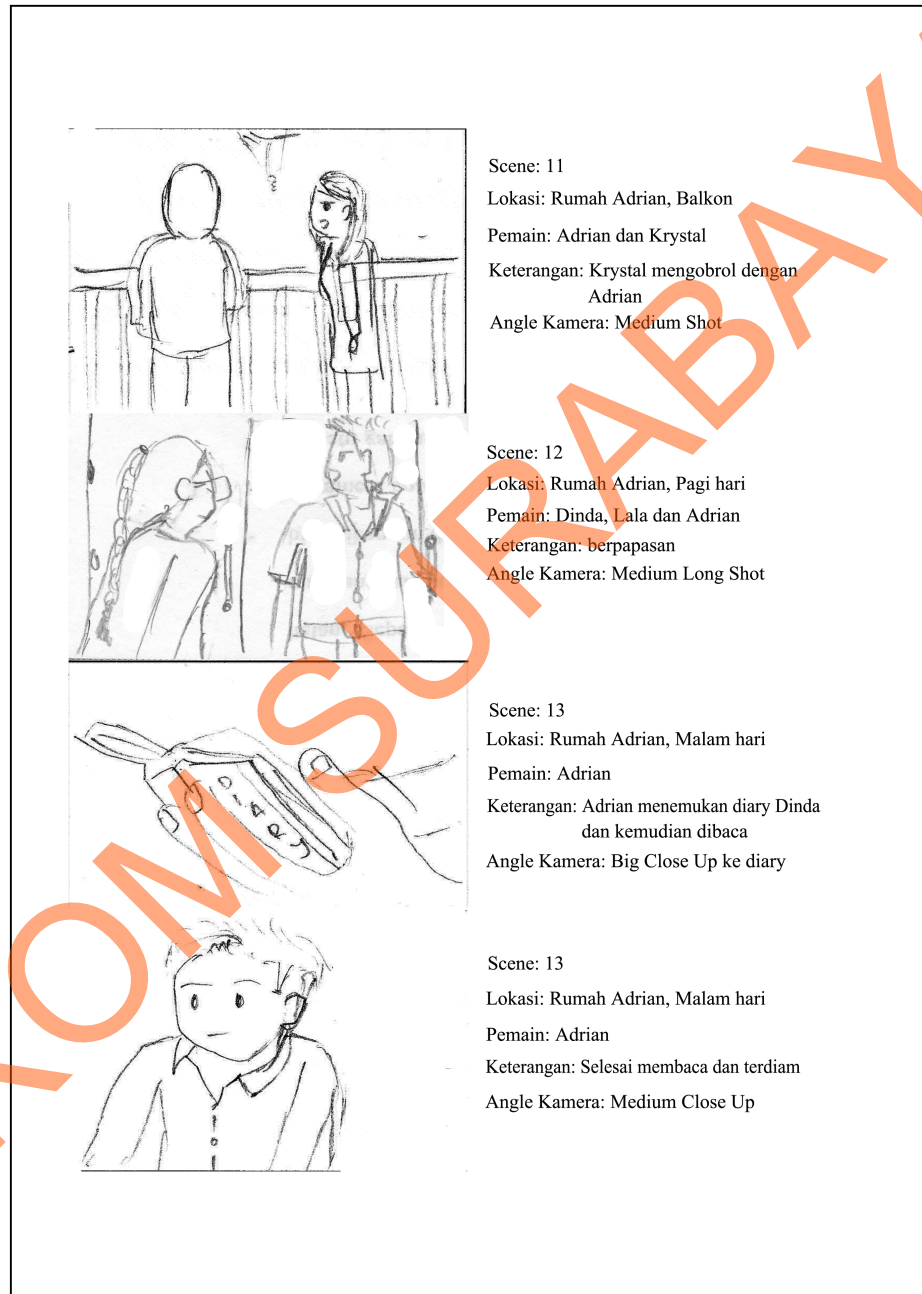 Scene: 11
Lokasi: Rumah Adrian, Balkon
Pemain: Adrian dan Krystal
Keterangan: Krystal mengobrol dengan
Adrian
Angle Kamera: Medium Shot
Scene: 12
Lokasi: Rumah Adrian, Pagi hari
Pemain: Dinda, Lala dan Adrian
Keterangan: berpapasan
Angle Kamera: Medium Long Shot
DIARY
Scene: 13
Lokasi: Rumah Adrian, Malam hari
Pemain: Adrian
Keterangan: Adrian menemukan diary Dinda
dan kemudian dibaca
Angle Kamera: Big Close Up ke diary
Scene: 13
Lokasi: Rumah Adrian, Malam hari
Pemain: Adrian
Keterangan: Selesai membaca dan terdiam
Angle Kamera: Medium Close Up
KOM SURABAY